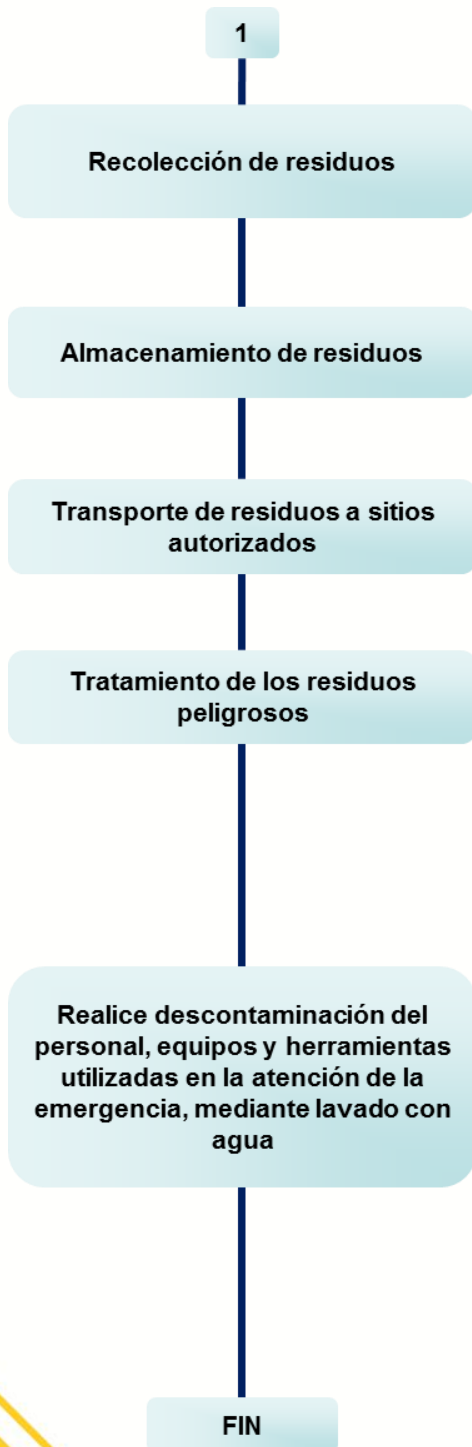 1
Recolección de residuos
Almacenamiento de residuos
Transporte de residuos a sitios
autorizados
Tratamiento de los residuos
peligrosos
Realice descontaminación del
personal, equipos y herramientas
utilizadas en la atención de la
emergencia, mediante lavado con
agua
FIN